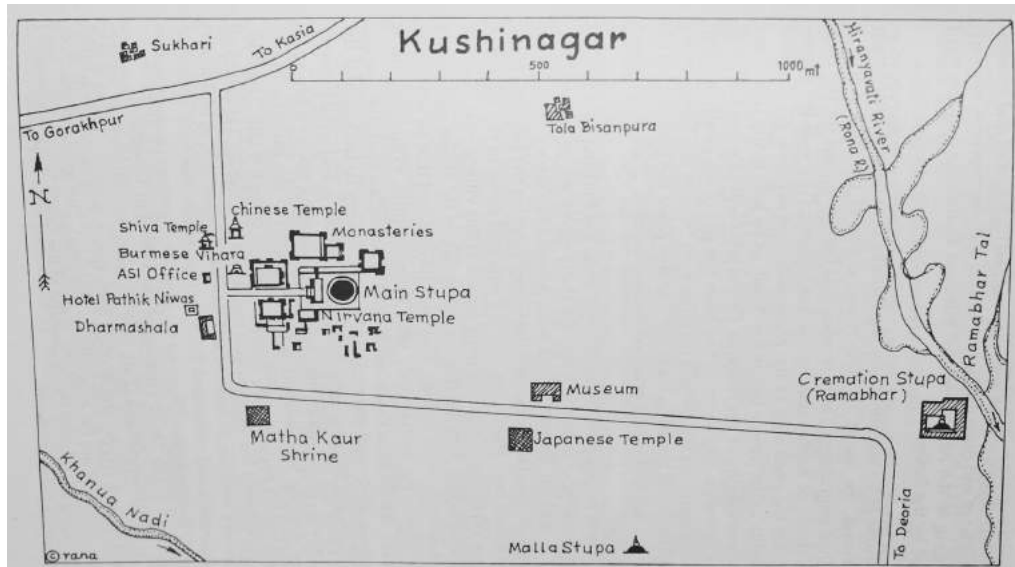 Kushinagar
Sukhari
To Kasia
0 500 1000 mt
To Gorakhpur
Tola Bisanpura
Hiranyavati River
(Rona R)
N
Chinese Temple
Shiva Temple
Monasteries
Burmese Vihara
ASI Office
Main Stupa
Hotel Pathik Niwas
Nirvana Temple
Dharmashala
Ramabhar Tal
Cremation Stupa
(Ramabhar)
Museum
Matha Kaur
Shrine
Japanese Temple
Khanua Nadi
To Deoria
Malla Stupa
© rana